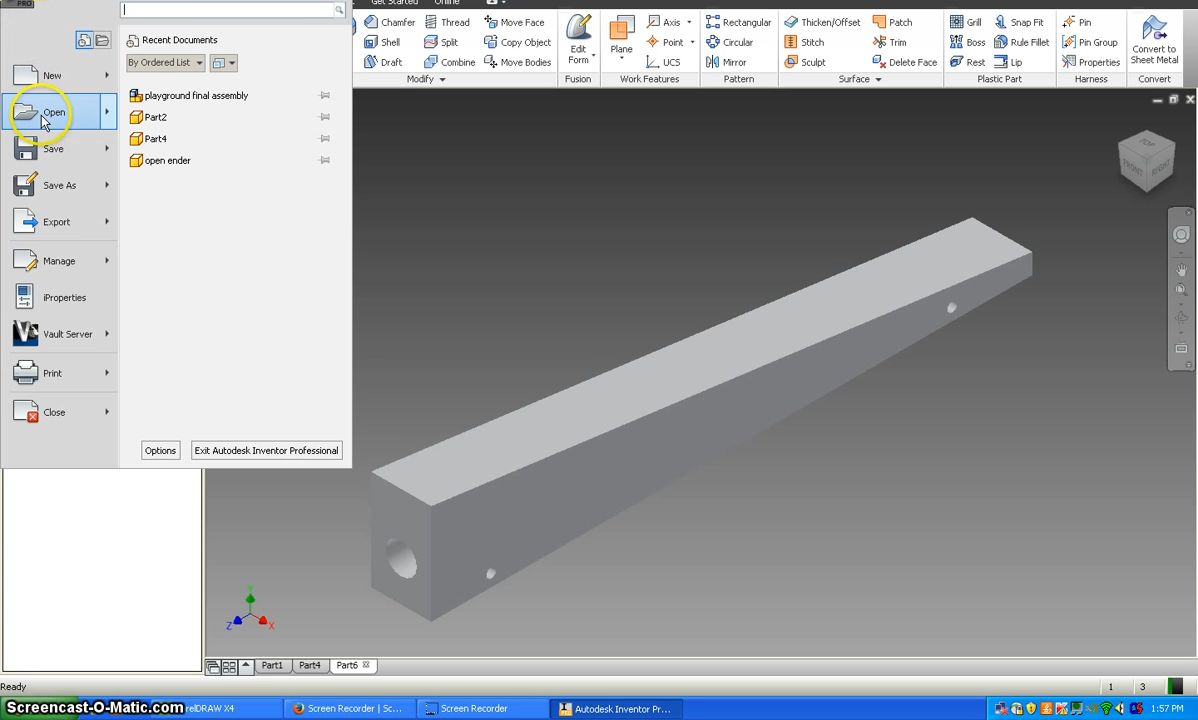 PRO
Get Started
Online
Chamfer
Thread
Move Face
Axis
Rectangular
Thicken/Offset
Patch
Grill
Snap Fit
Pin
Shell
Split
Copy Object
Edit Form
Plane
Point
Circular
Stitch
Trim
Boss
Rule Fillet
Pin Group
Convert to Sheet Metal
Draft
Combine
Move Bodies
UCS
Mirror
Sculpt
Delete Face
Rest
Lip
Properties
Modify
Fusion
Work Features
Pattern
Surface
Plastic Part
Harness
Convert
Recent Documents
By Ordered List
New
Open
Save
Save As
Export
Manage
iProperties
Vault Server
Print
Close
playground final assembly
Part2
Part4
open ender
Options
Exit Autodesk Inventor Professional
TOP
FRONT
RIGHT
Y
Z
X
Part1
Part4
Part6
Ready
1
3
Screencast-O-Matic.com
relDRAW X4
Screen Recorder | Sc...
Screen Recorder
Autodesk Inventor Pr...
1:57 PM